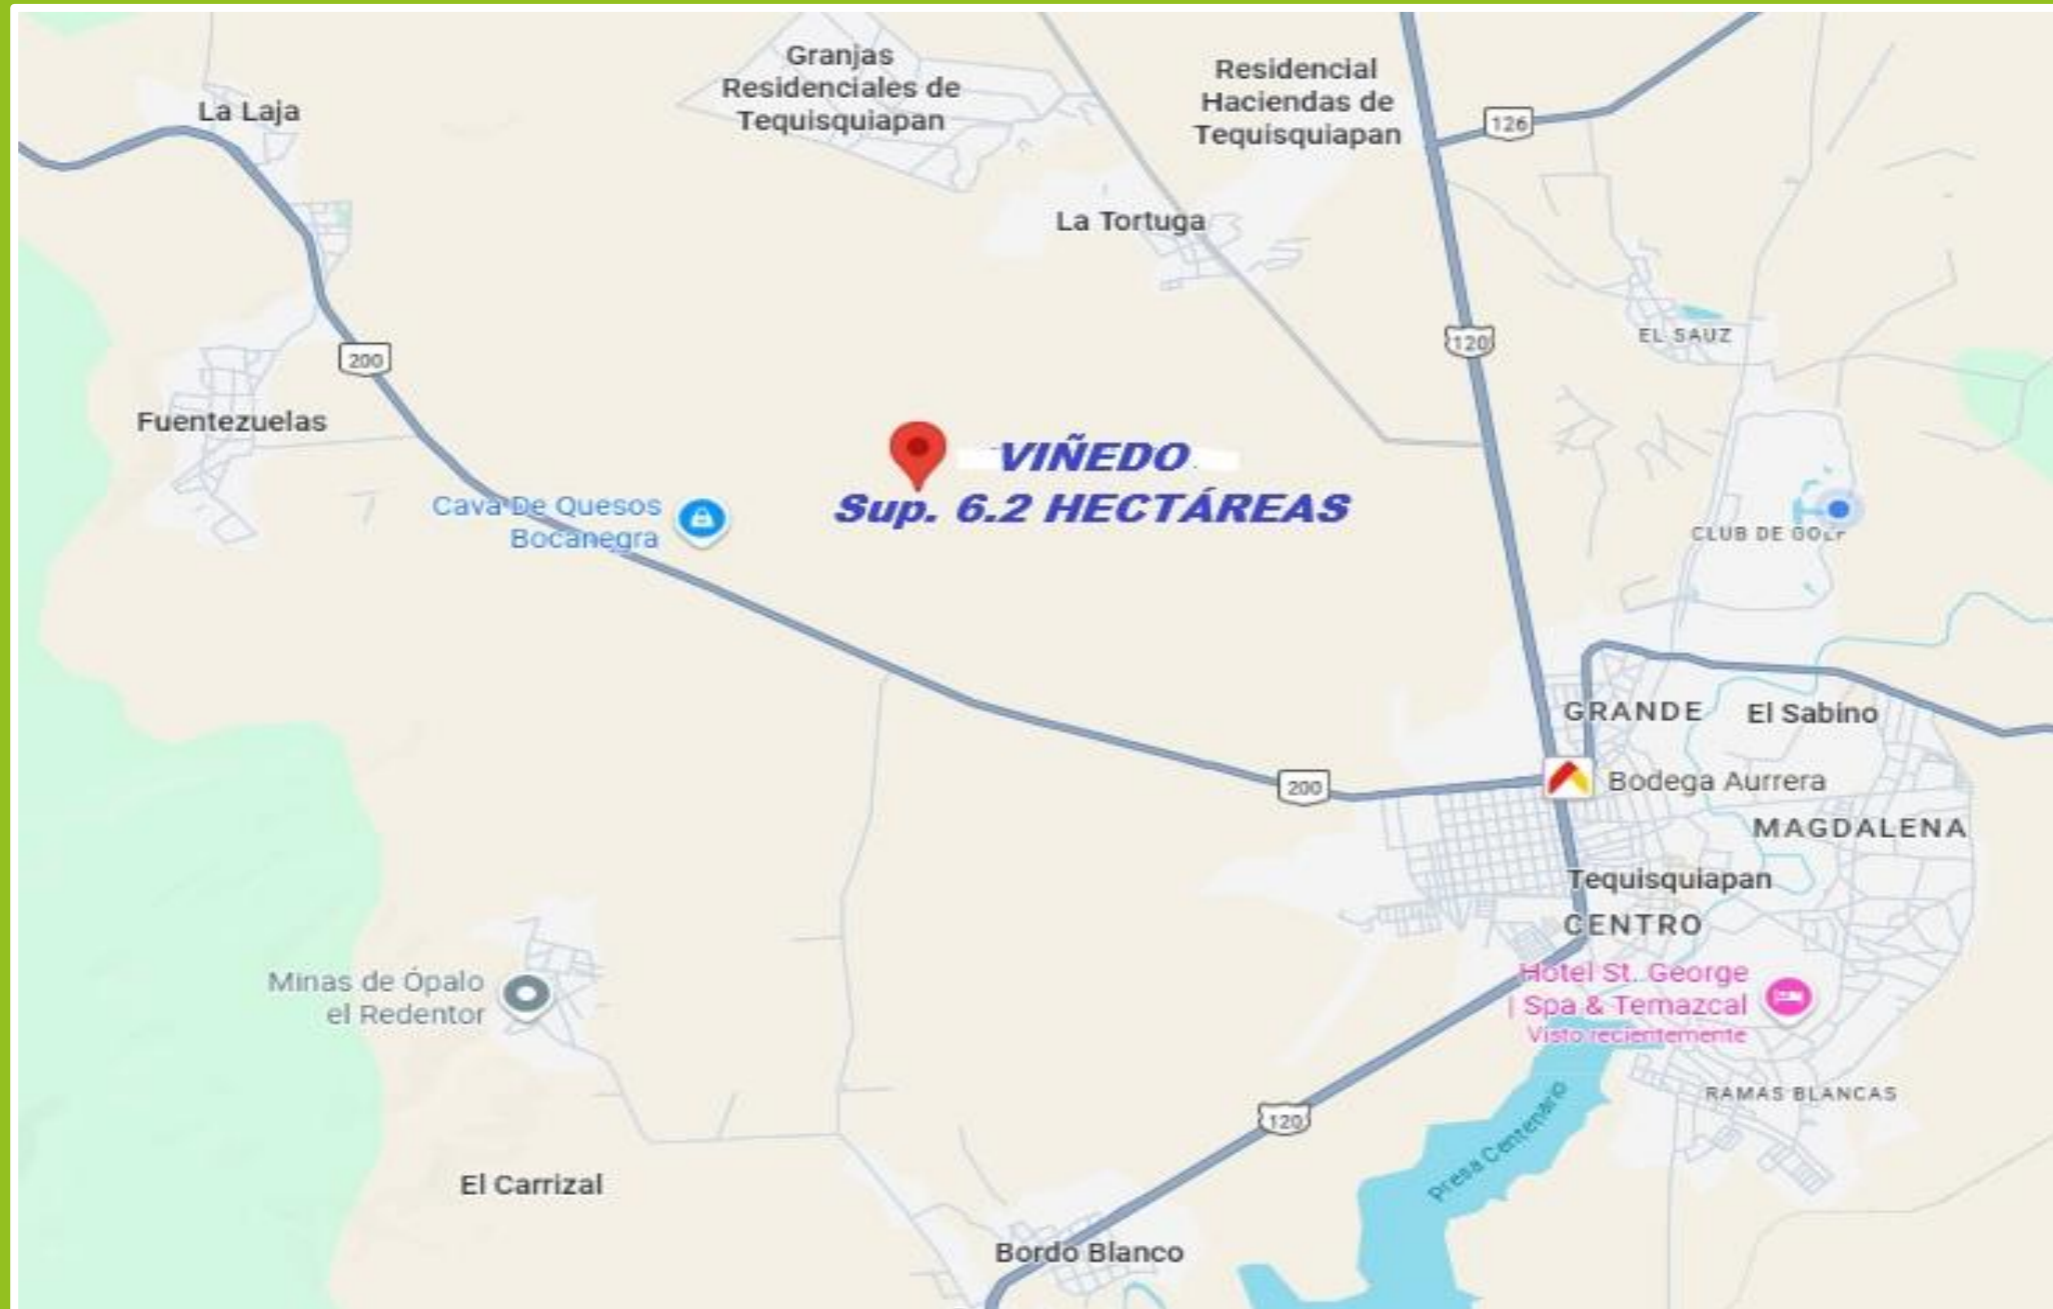 Granjas
Residenciales de
Tequisquiapan
Residencial
Haciendas de
Tequisquiapan
La Laja
126
La Tortuga
EL SAUZ
120
200
Fuentezuelas
VIÑEDO
Sup. 6.2 HECTÁREAS
Cava De Quesos
Bocanegra
CLUB DE GOLF
GRANDE
El Sabino
200
Bodega Aurrera
MAGDALENA
Tequisquiapan
CENTRO
Minas de Ópalo
el Redentor
Hotel St. George
| Spa & Temazcal
Visto recientemente
RAMAS BLANCAS
120
Presa Centenario
El Carrizal
Bordo Blanco